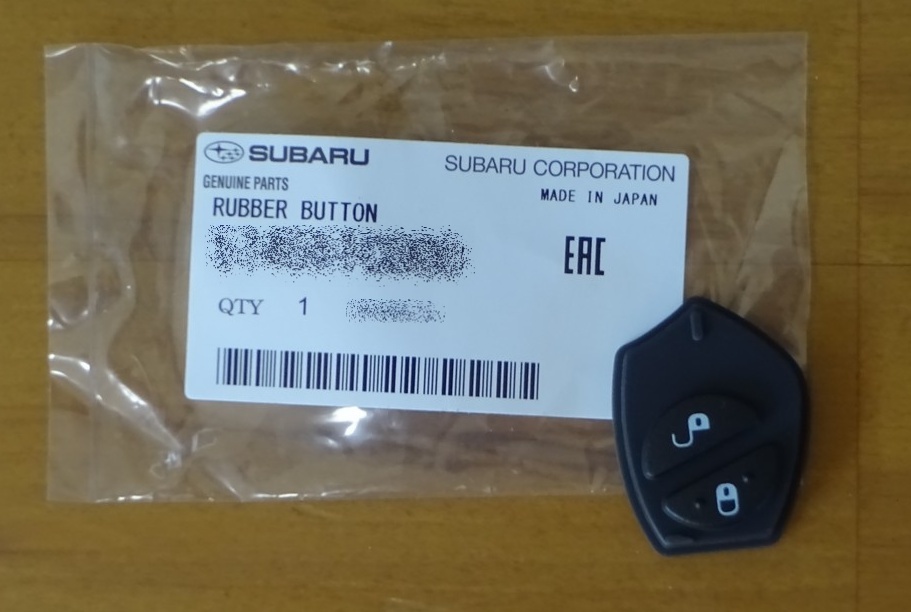 SUBARU
SUBARU CORPORATION
GENUINE PARTS
MADE IN JAPAN
RUBBER BUTTON
EAC
QTY 1